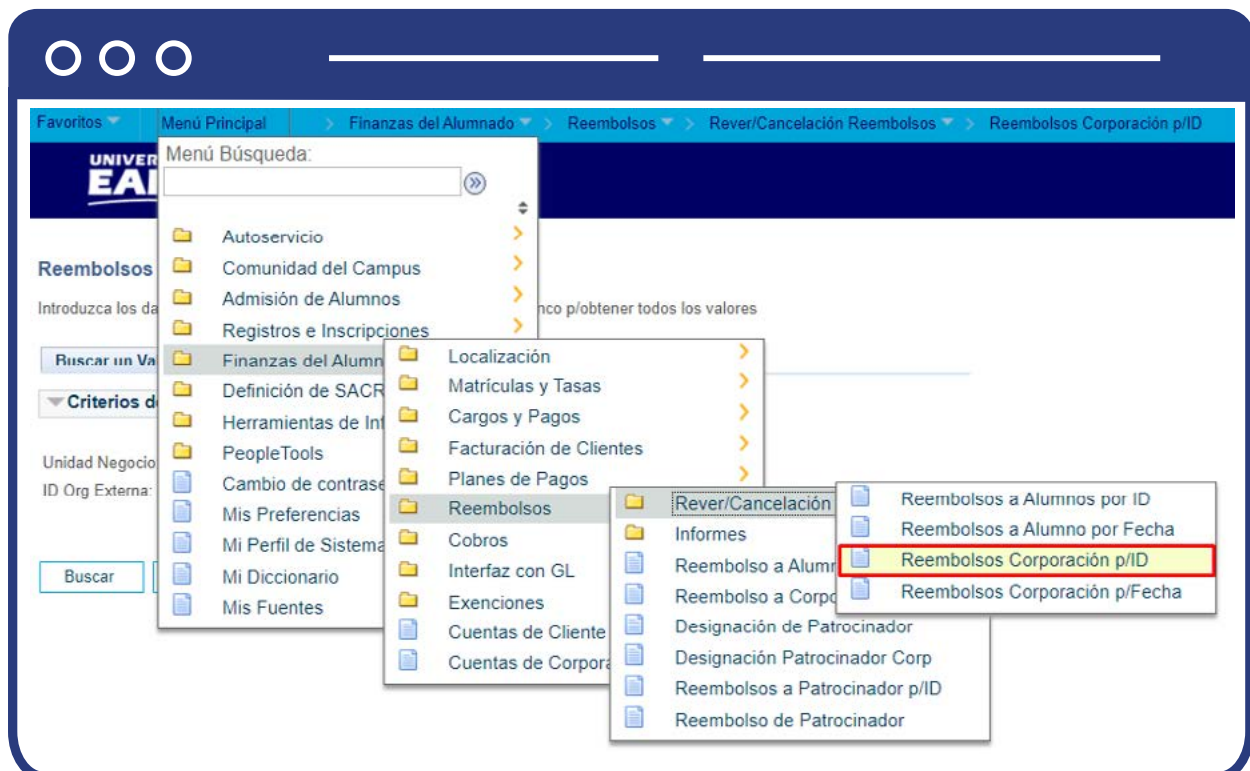 Favoritos Menú Principal > Finanzas del Alumnado > Reembolsos > Rever/Cancelación Reembolsos > Reembolsos Corporación p/ID
Menú Búsqueda:
Autoservicio
Comunidad del Campus
Admisión de Alumnos
Registros e Inscripciones
Finanzas del Alumn
Definición de SACR
Herramientas de Inf
PeopleTools
Cambio de contrase
Mis Preferencias
Mi Perfil de Sistema
Mi Diccionario
Mis Fuentes
Localización
Matrículas y Tasas
Cargos y Pagos
Facturación de Clientes
Planes de Pagos
Reembolsos
Cobros
Interfaz con GL
Exenciones
Cuentas de Cliente
Cuentas de Corpora
Rever/Cancelación
Informes
Reembolso a Alumn
Reembolso a Corpo
Designación de Patrocinador
Designación Patrocinador Corp
Reembolsos a Patrocinador p/ID
Reembolso de Patrocinador
Reembolsos a Alumnos por ID
Reembolsos a Alumno por Fecha
Reembolsos Corporación p/ID
Reembolsos Corporación p/Fecha
UNIVER
Reembolsos
Introduzca los da nco p/obtener todos los valores
Buscar un Va
Criterios d
Unidad Negocio
ID Org Externa:
Buscar